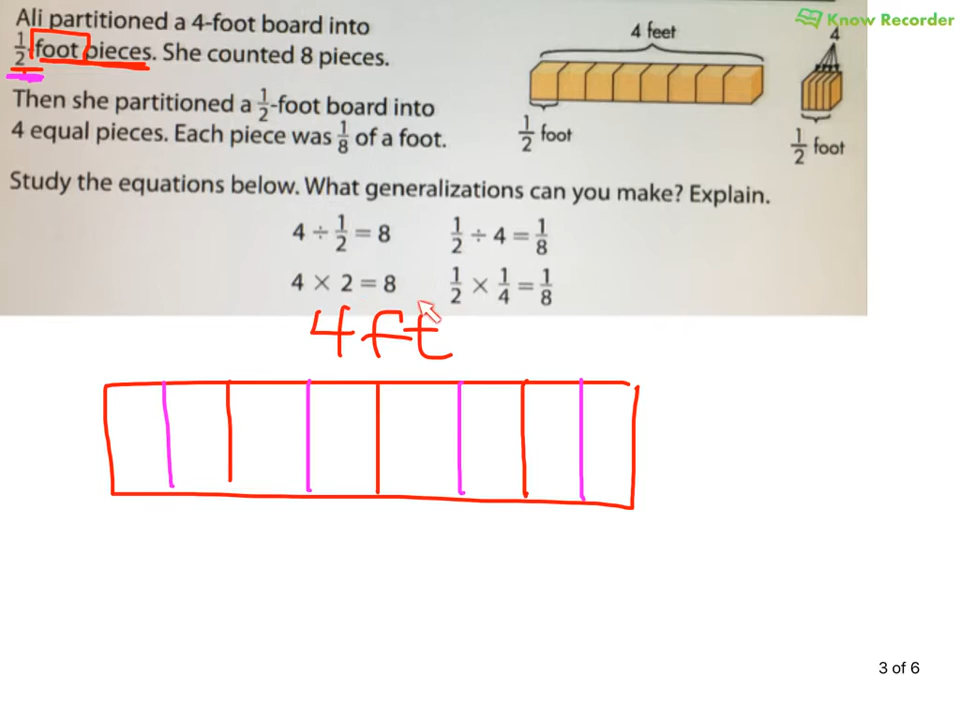 Know Recorder
Ali partitioned a 4-foot board into
1/2-foot pieces. She counted 8 pieces.
Then she partitioned a 1/2-foot board into
4 equal pieces. Each piece was 1/8 of a foot.
4 feet
1/2 foot
4
1/2 foot
Study the equations below. What generalizations can you make? Explain.
4 ÷ 1/2 = 8
1/2 ÷ 4 = 1/8
4 × 2 = 8
1/2 × 1/4 = 1/8
4 ft
3 of 6